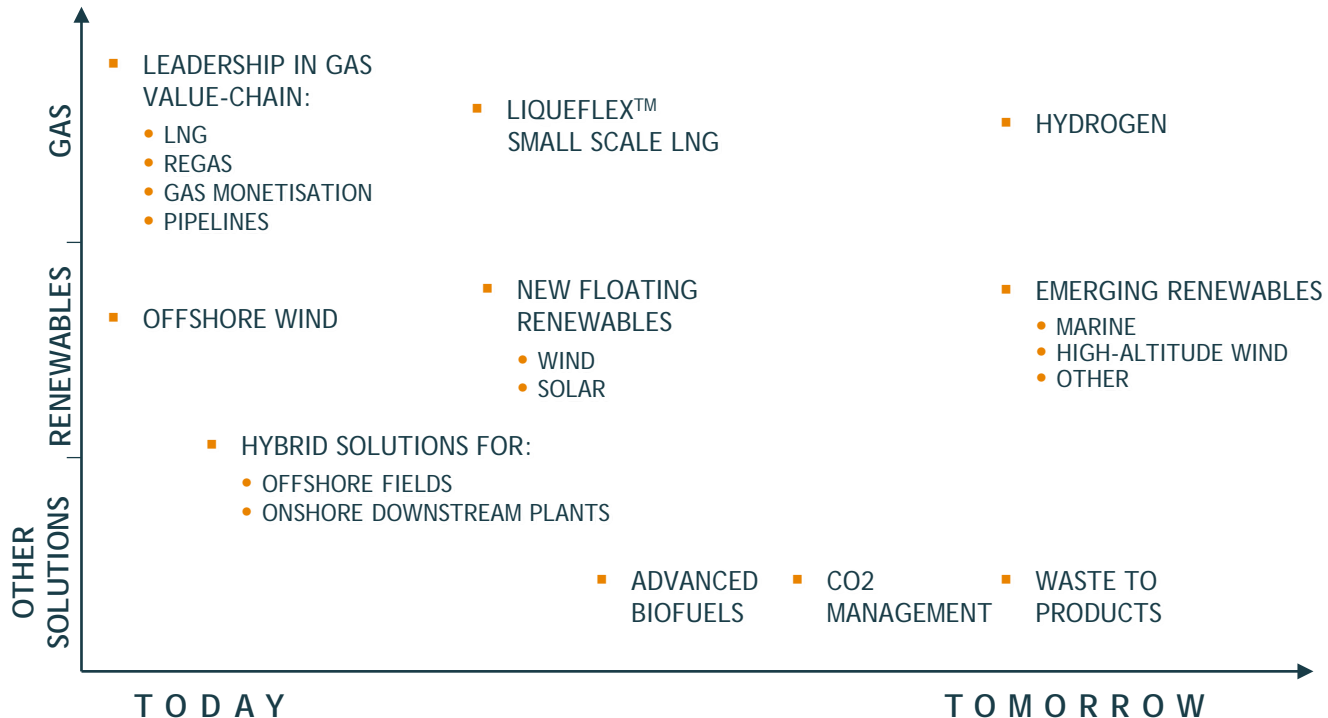 GAS
LEADERSHIP IN GAS
VALUE-CHAIN:
LNG
REGAS
GAS MONETISATION
PIPELINES
LIQUEFLEX™
SMALL SCALE LNG
HYDROGEN
RENEWABLES
OFFSHORE WIND
NEW FLOATING
RENEWABLES
WIND
SOLAR
EMERGING RENEWABLES
MARINE
HIGH-ALTITUDE WIND
OTHER
HYBRID SOLUTIONS FOR:
OFFSHORE FIELDS
ONSHORE DOWNSTREAM PLANTS
OTHER
SOLUTIONS
ADVANCED
BIOFUELS
CO2
MANAGEMENT
WASTE TO
PRODUCTS
TODAY
TOMORROW